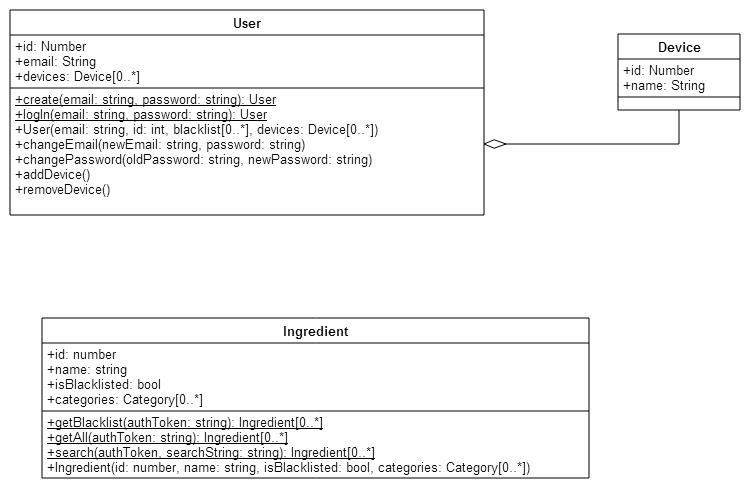 User
+id: Number
+email: String
+devices: Device[0..*]
+create(email: string, password: string): User
+logIn(email: string, password: string): User
+User(email: string, id: int, blacklist[0..*], devices: Device[0..*])
+changeEmail(newEmail: string, password: string)
+changePassword(oldPassword: string, newPassword: string)
+addDevice()
+removeDevice()
Device
+id: Number
+name: String
Ingredient
+id: number
+name: string
+isBlacklisted: bool
+categories: Category[0..*]
+getBlacklist(authToken: string): Ingredient[0..*]
+getAll(authToken: string): Ingredient[0..*]
+search(authToken, searchString: string): Ingredient[0..*]
+Ingredient(id: number, name: string, isBlacklisted: bool, categories: Category[0..*])